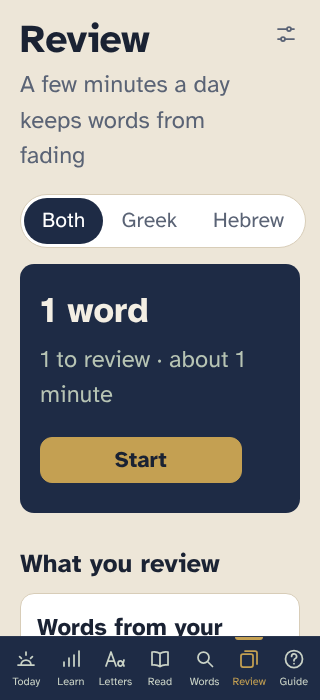 Review
A few minutes a day
keeps words from
fading
Both Greek Hebrew
1 word
1 to review · about 1
minute
Start
What you review
Words from your
Aα
Today Learn Letters Read Words Review Guide